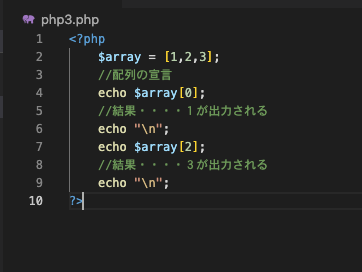 php3.php
1 <?php
2 $array = [1,2,3];
3 //配列の宣言
4 echo $array[0];
5 //結果・・・・１が出力される
6 echo "\n";
7 echo $array[2];
8 //結果・・・・３が出力される
9 echo "\n";
10 ?>